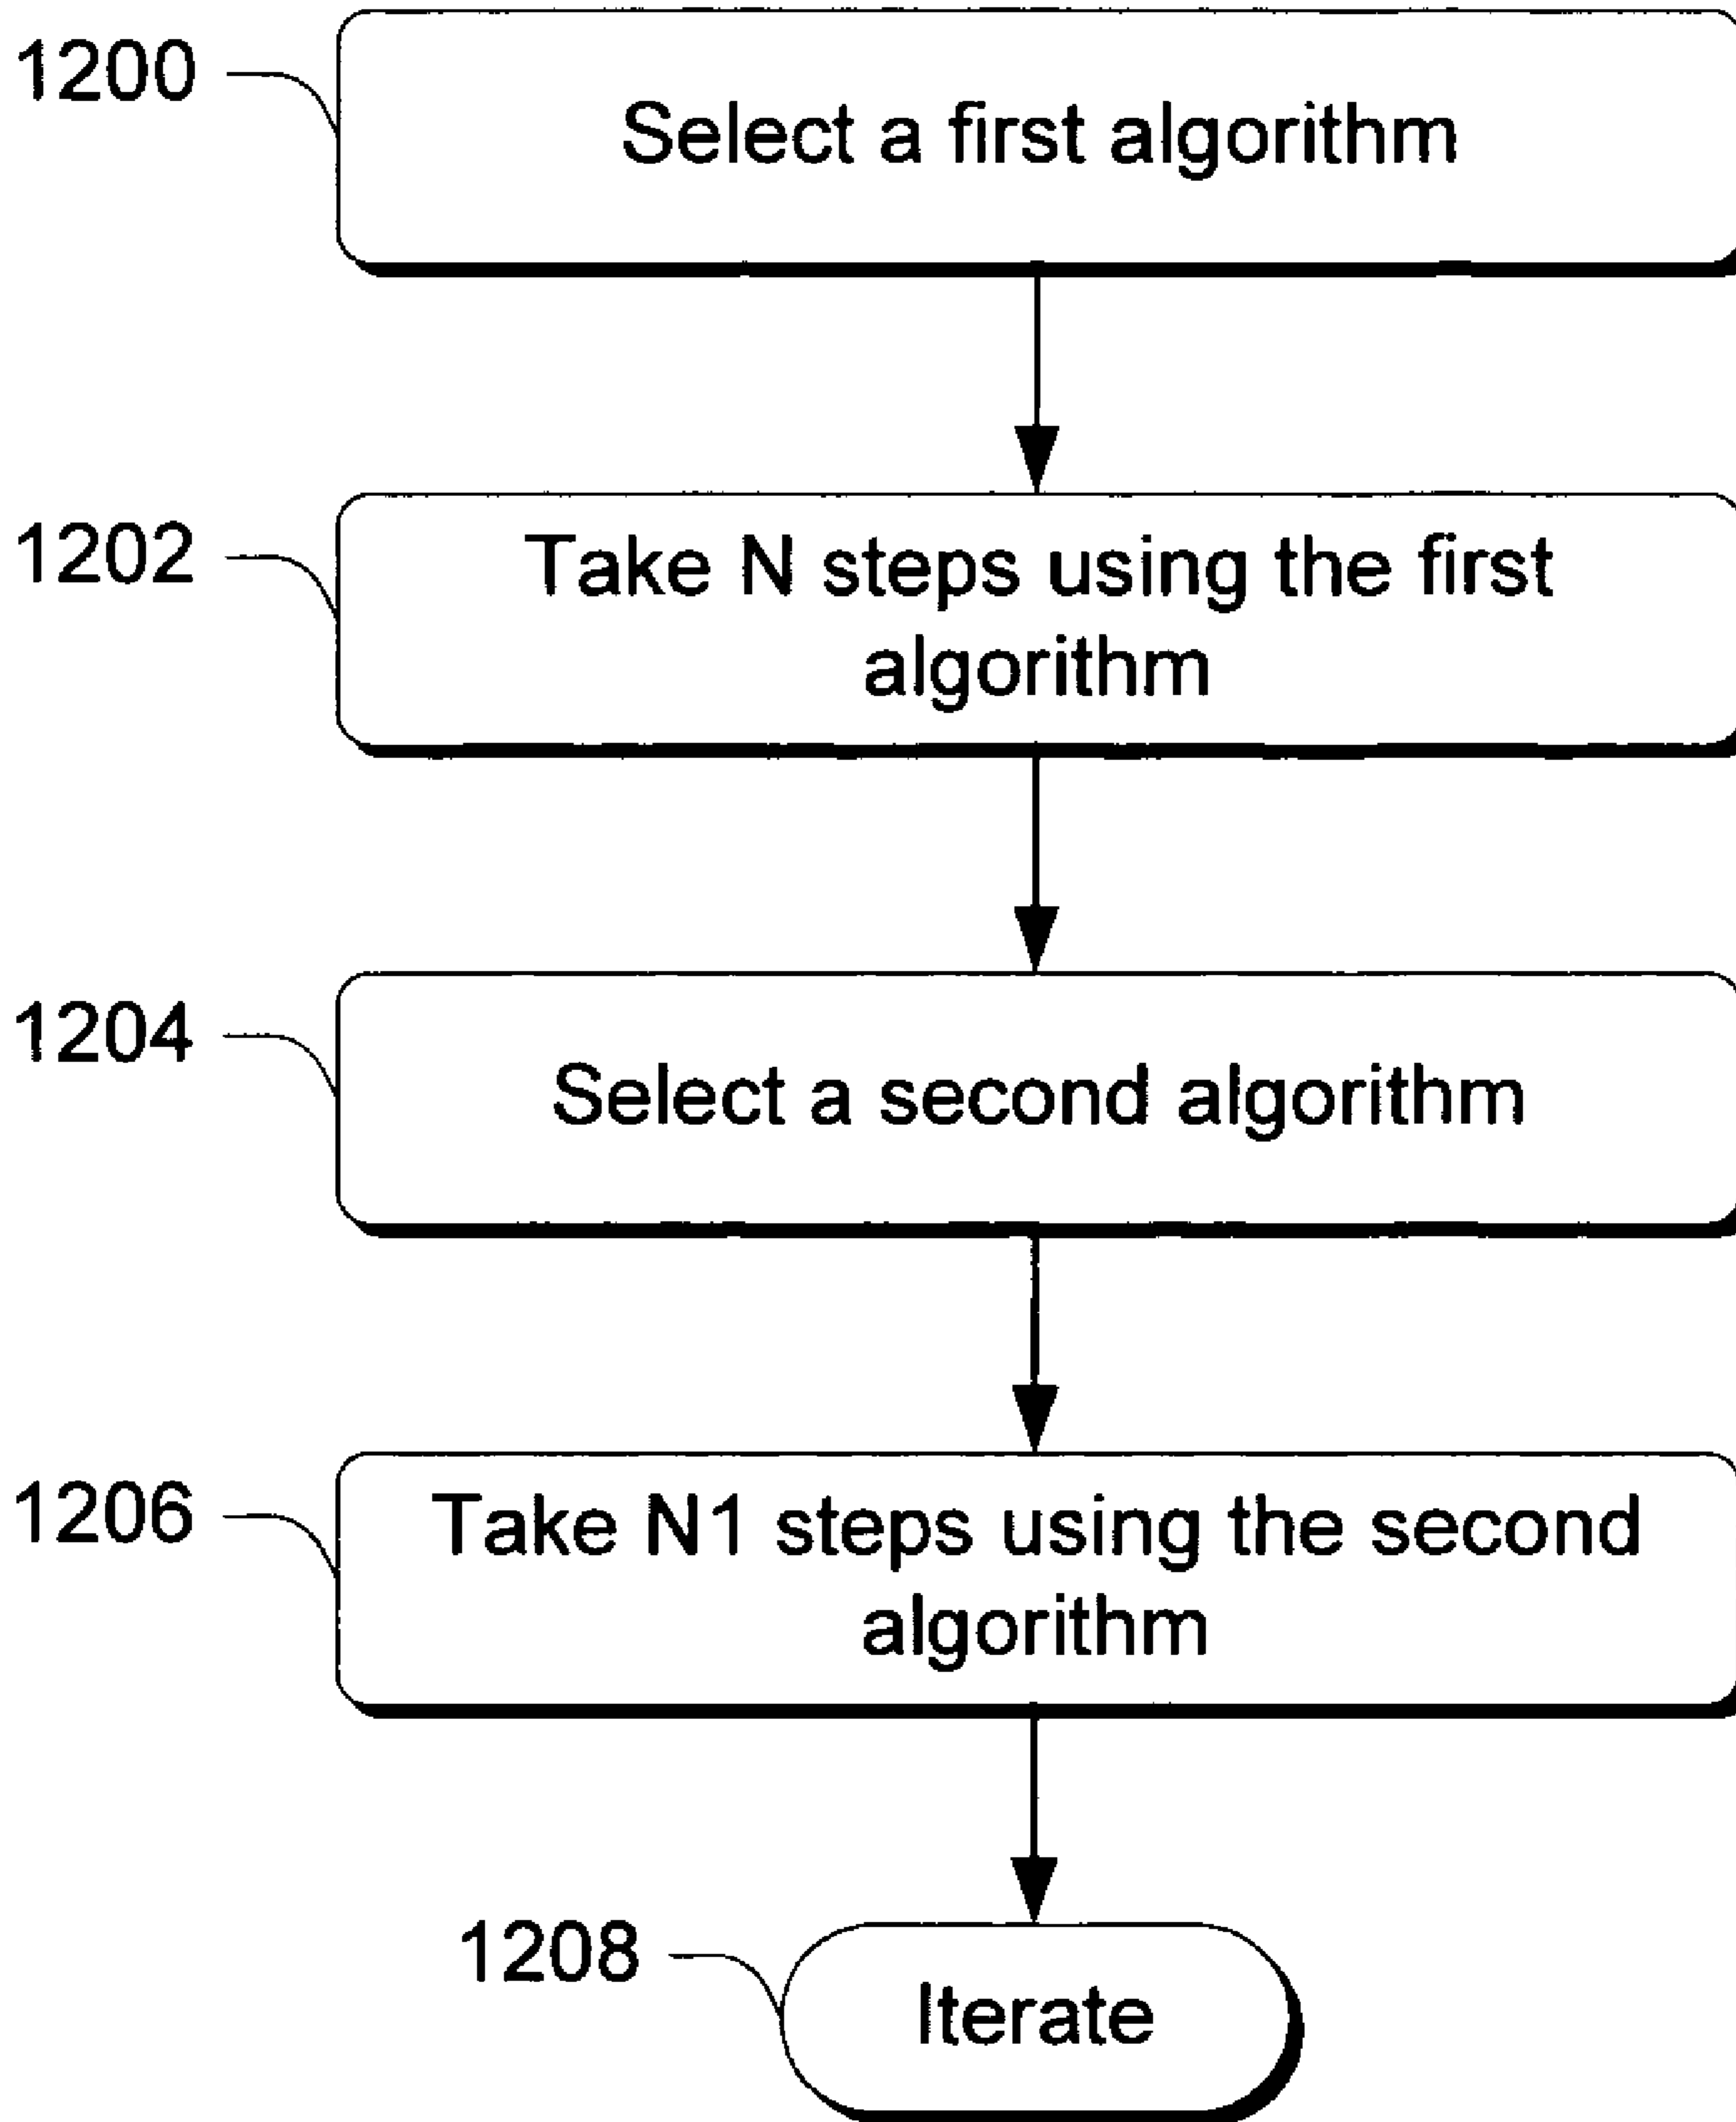 1200
Select a first algorithm
1202
Take N steps using the first
algorithm
1204
Select a second algorithm
1206
Take N1 steps using the second
algorithm
1208
Iterate